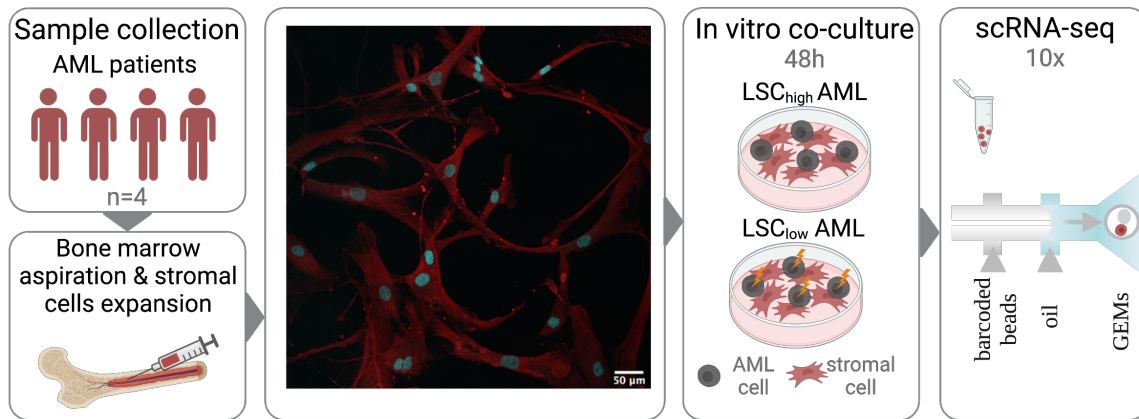 Sample collection
AML patients
n=4
Bone marrow
aspiration & stromal
cells expansion
50 µm
In vitro co-culture
48h
LSChigh AML
LSClow AML
AML
cell
stromal
cell
scRNA-seq
10x
barcoded
beads
oil
GEMs